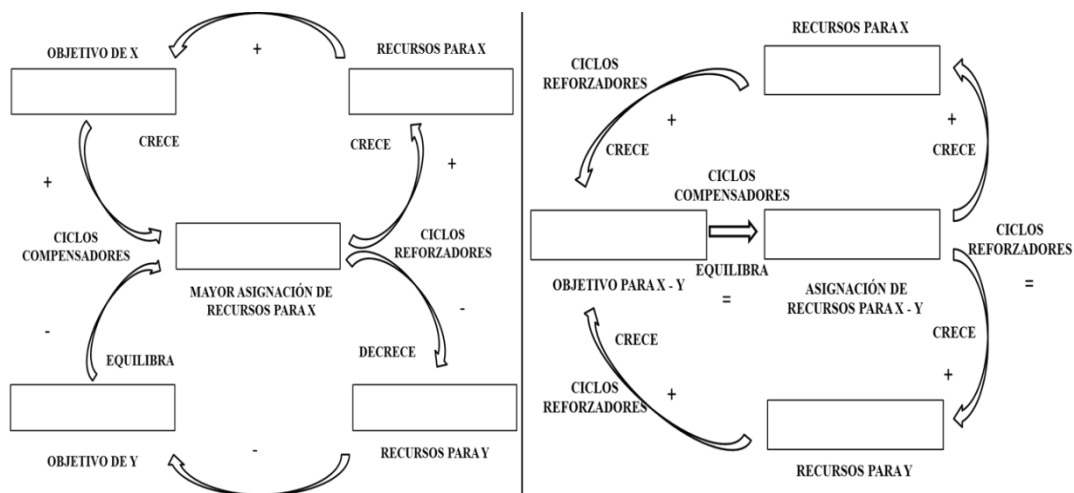 +
OBJETIVO DE X
RECURSOS PARA X
CRECE
CRECE
+
+
CICLOS
COMPENSADORES
CICLOS
REFORZADORES
MAYOR ASIGNACIÓN DE
RECURSOS PARA X
-
-
EQUILIBRA
DECRECE
OBJETIVO DE Y
-
RECURSOS PARA Y
RECURSOS PARA X
CICLOS
REFORZADORES
+
+
CRECE
CRECE
CICLOS
COMPENSADORES
CICLOS
REFORZADORES
EQUILIBRA
=
=
OBJETIVO PARA X - Y
ASIGNACIÓN DE
RECURSOS PARA X - Y
CRECE
CRECE
CICLOS
REFORZADORES
+
+
RECURSOS PARA Y